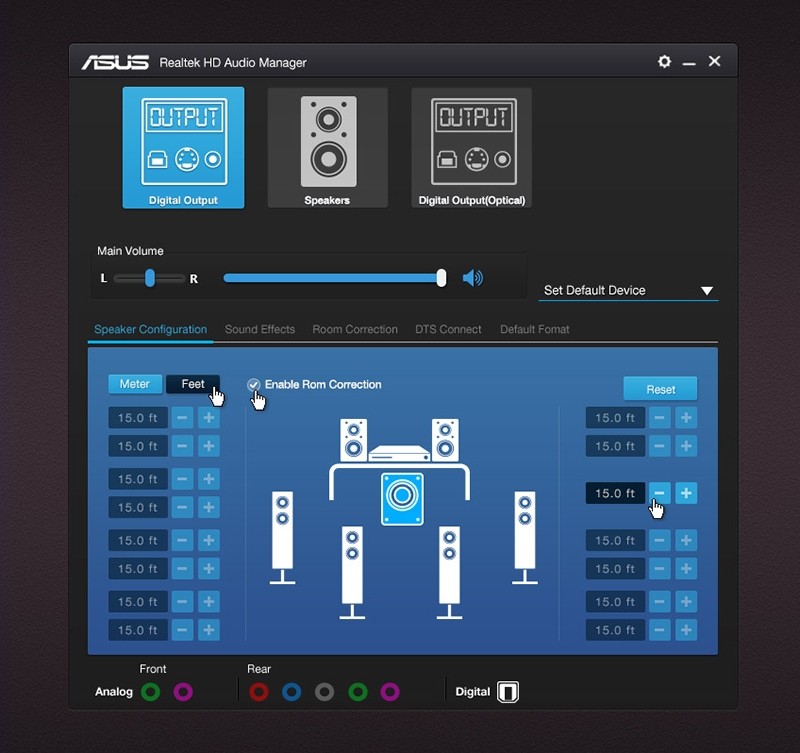 ASUS Realtek HD Audio Manager
OUTPUT OUTPUT
Digital Output Speakers Digital Output(Optical)
Main Volume
L R
Set Default Device
Speaker Configuration Sound Effects Room Correction DTS Connect Default Fomat
Meter Feet Enable Rom Correction Reset
15.0 ft 15.0 ft
15.0 ft 15.0 ft
15.0 ft
15.0 ft
15.0 ft
15.0 ft 15.0 ft
15.0 ft 15.0 ft
15.0 ft 15.0 ft
15.0 ft 15.0 ft
Front Rear
Analog Digital